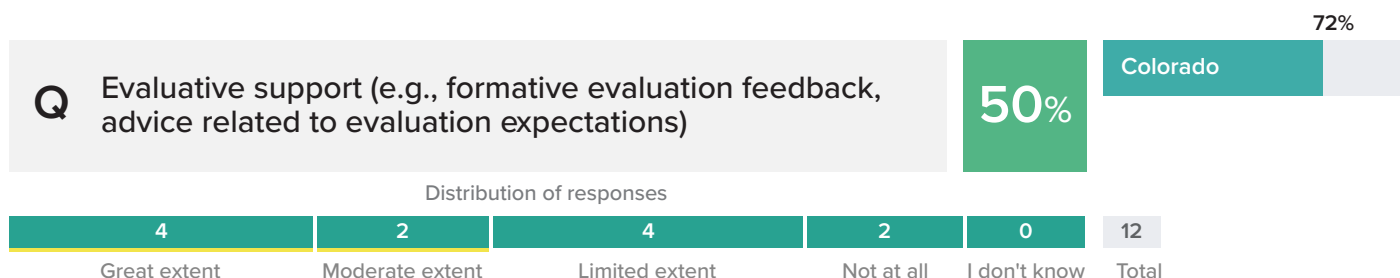 72%
Q Evaluative support (e.g., formative evaluation feedback,
advice related to evaluation expectations)
50%
Colorado
Distribution of responses
4 2 4 2 0 12
Great extent Moderate extent Limited extent Not at all I don't know Total